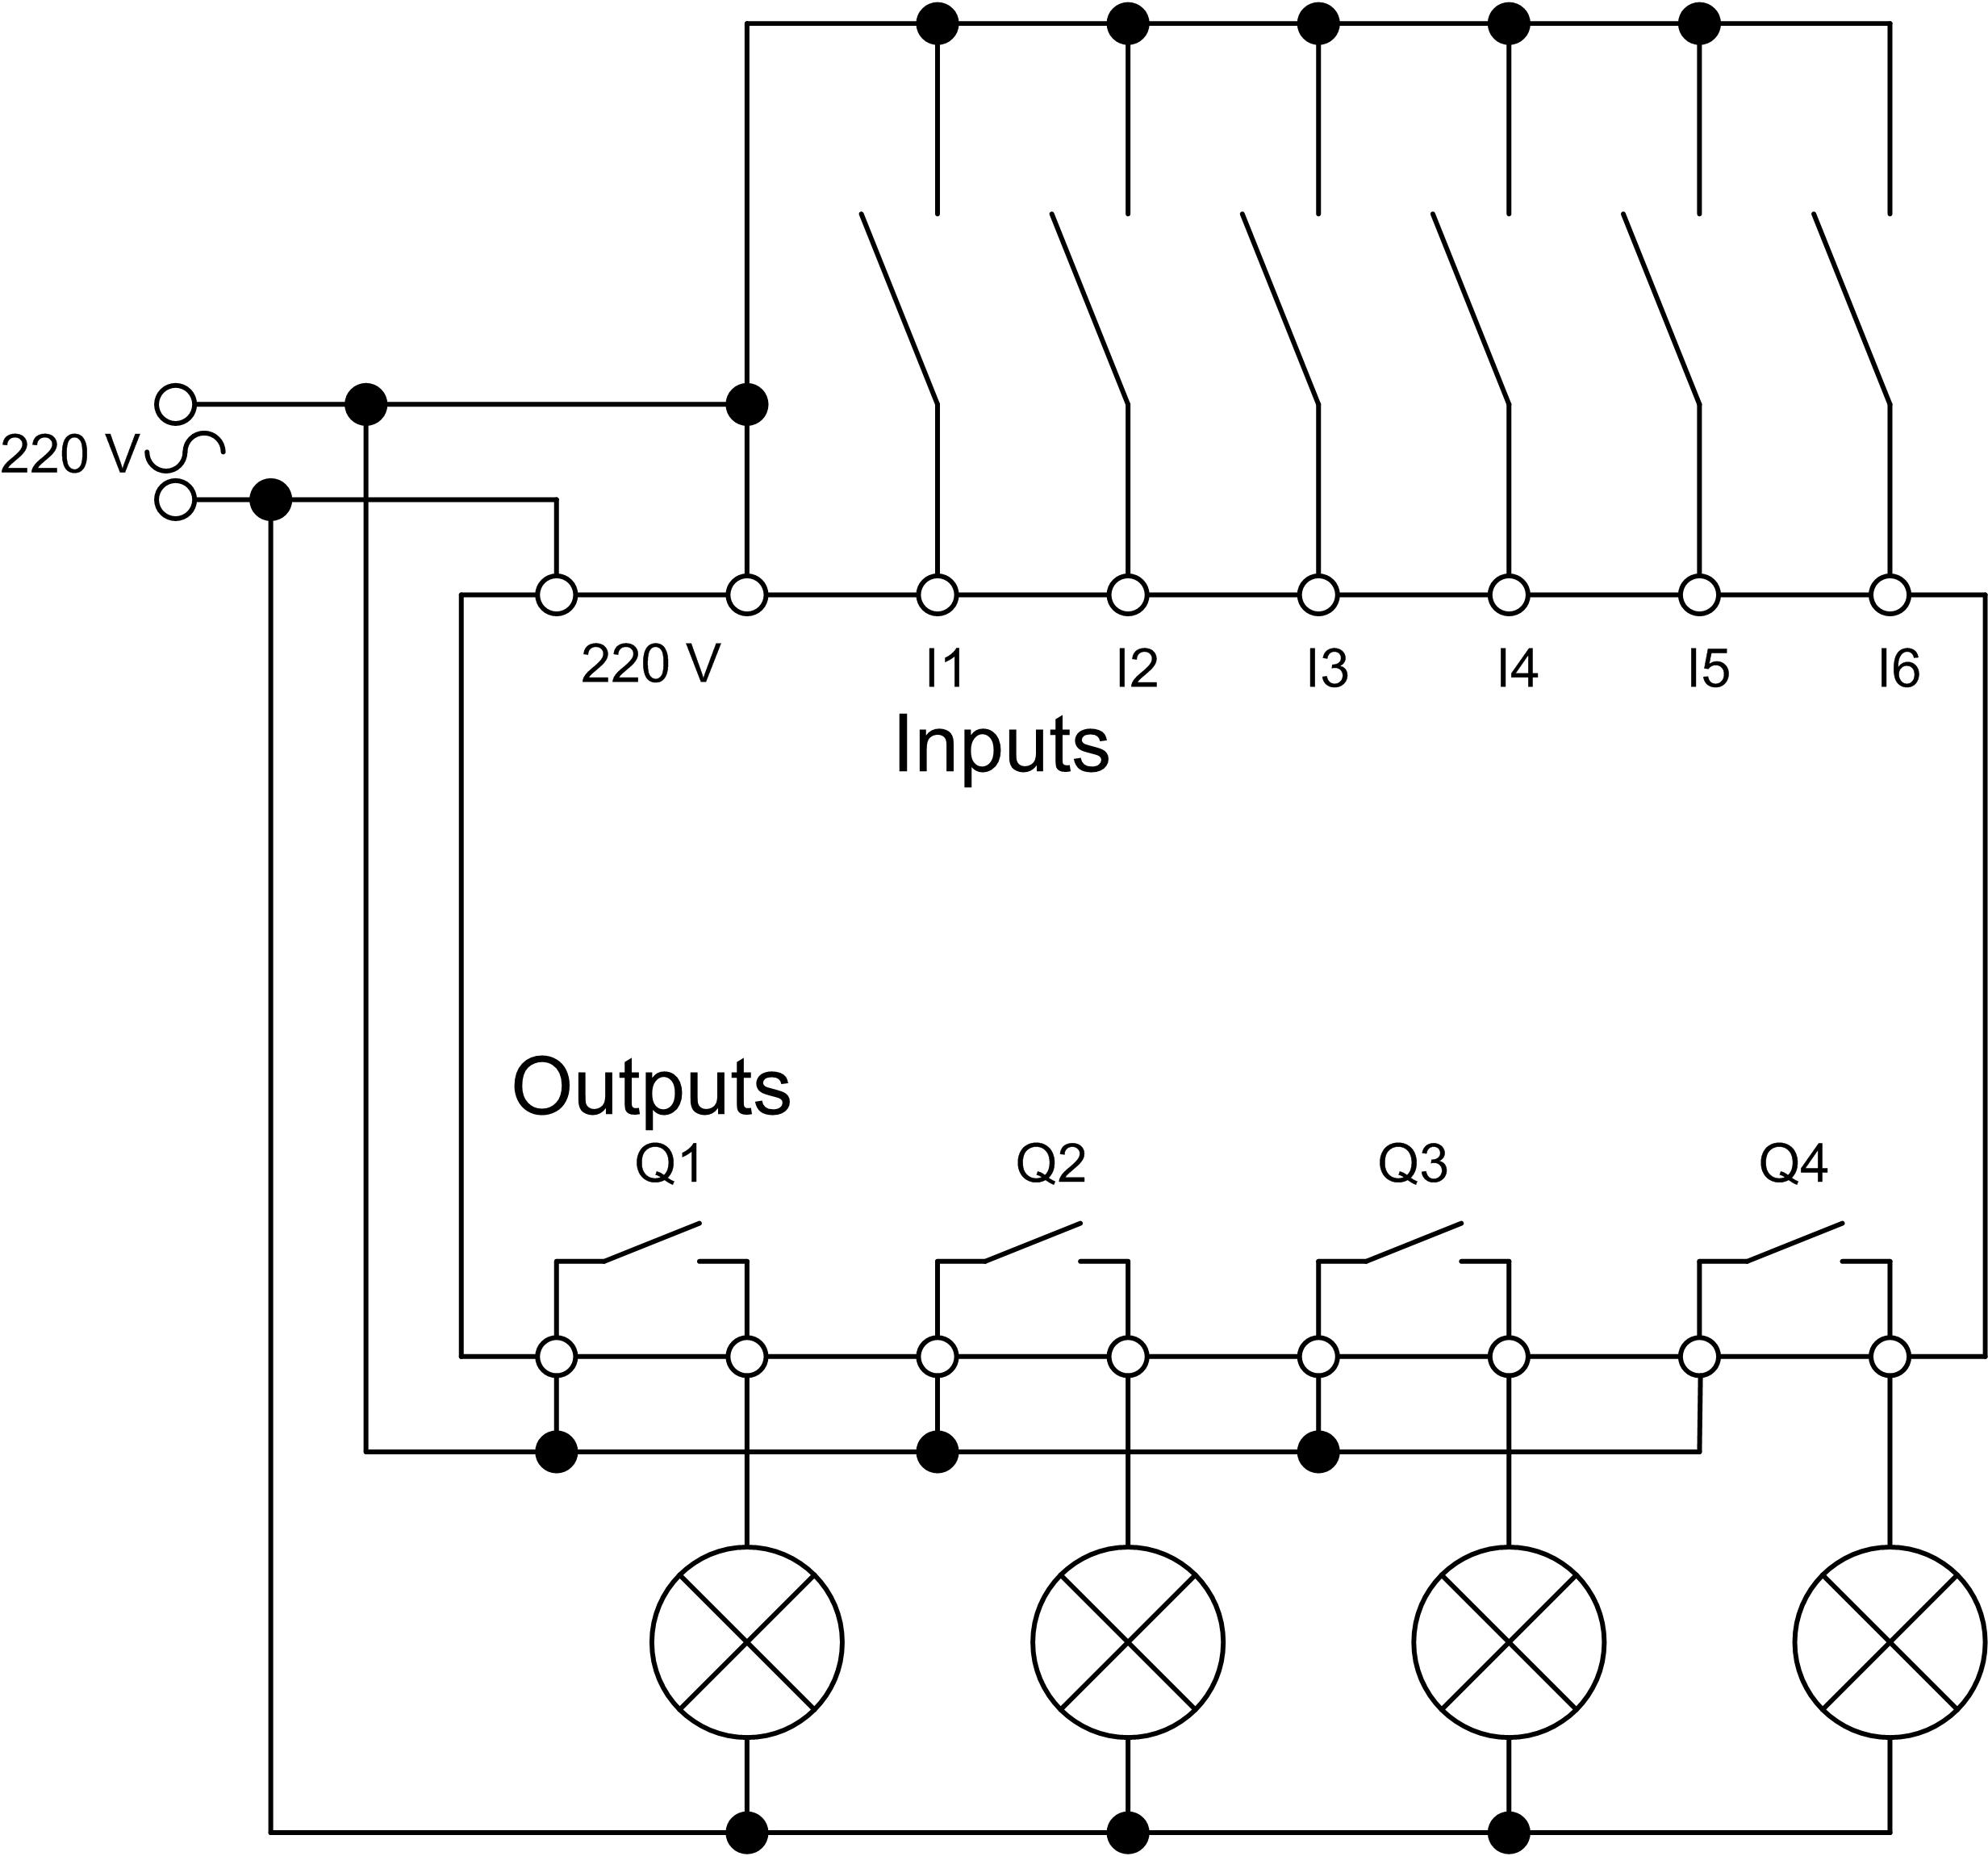 220 V
220 V
I1 I2 I3 I4 I5 I6
Inputs
Outputs
Q1 Q2 Q3 Q4